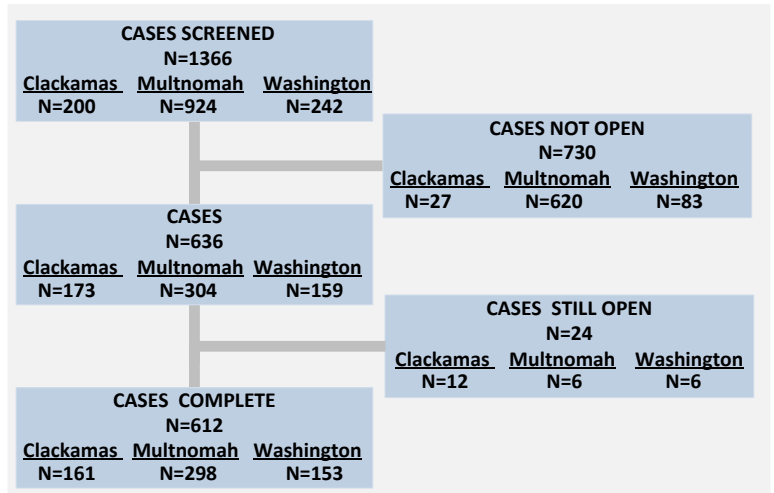 CASES SCREENED
N=1366
Clackamas Multnomah Washington
N=200 N=924 N=242
CASES NOT OPEN
N=730
Clackamas Multnomah Washington
N=27 N=620 N=83
CASES
N=636
Clackamas Multnomah Washington
N=173 N=304 N=159
CASES STILL OPEN
N=24
Clackamas Multnomah Washington
N=12 N=6 N=6
CASES COMPLETE
N=612
Clackamas Multnomah Washington
N=161 N=298 N=153